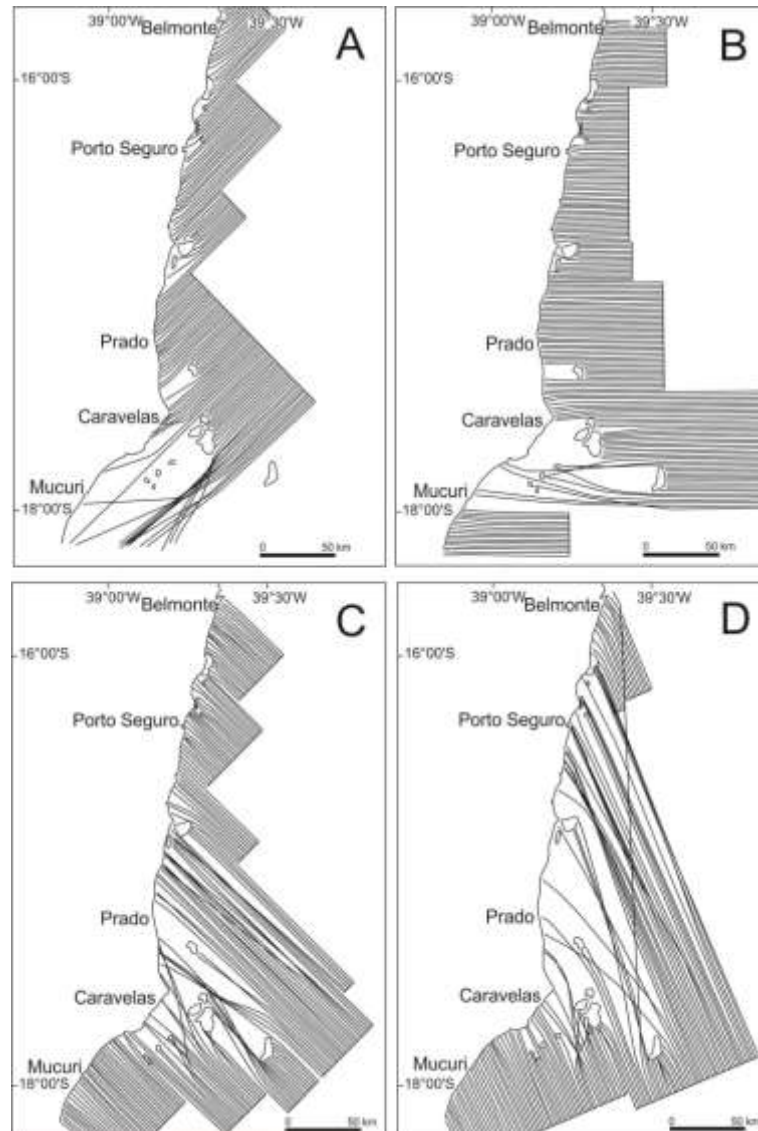 39°00'W 39°30'W
Belmonte
A
16°00'S
Porto Seguro
Prado
Caravelas
Mucuri
18°00'S
0 50 km
39°00'W 39°30'W
Belmonte
B
16°00'S
Porto Seguro
Prado
Caravelas
Mucuri
18°00'S
0 50 km
39°00'W 39°30'W
Belmonte
C
16°00'S
Porto Seguro
Prado
Caravelas
Mucuri
18°00'S
0 50 km
39°00'W 39°30'W
Belmonte
D
16°00'S
Porto Seguro
Prado
Caravelas
Mucuri
18°00'S
0 50 km